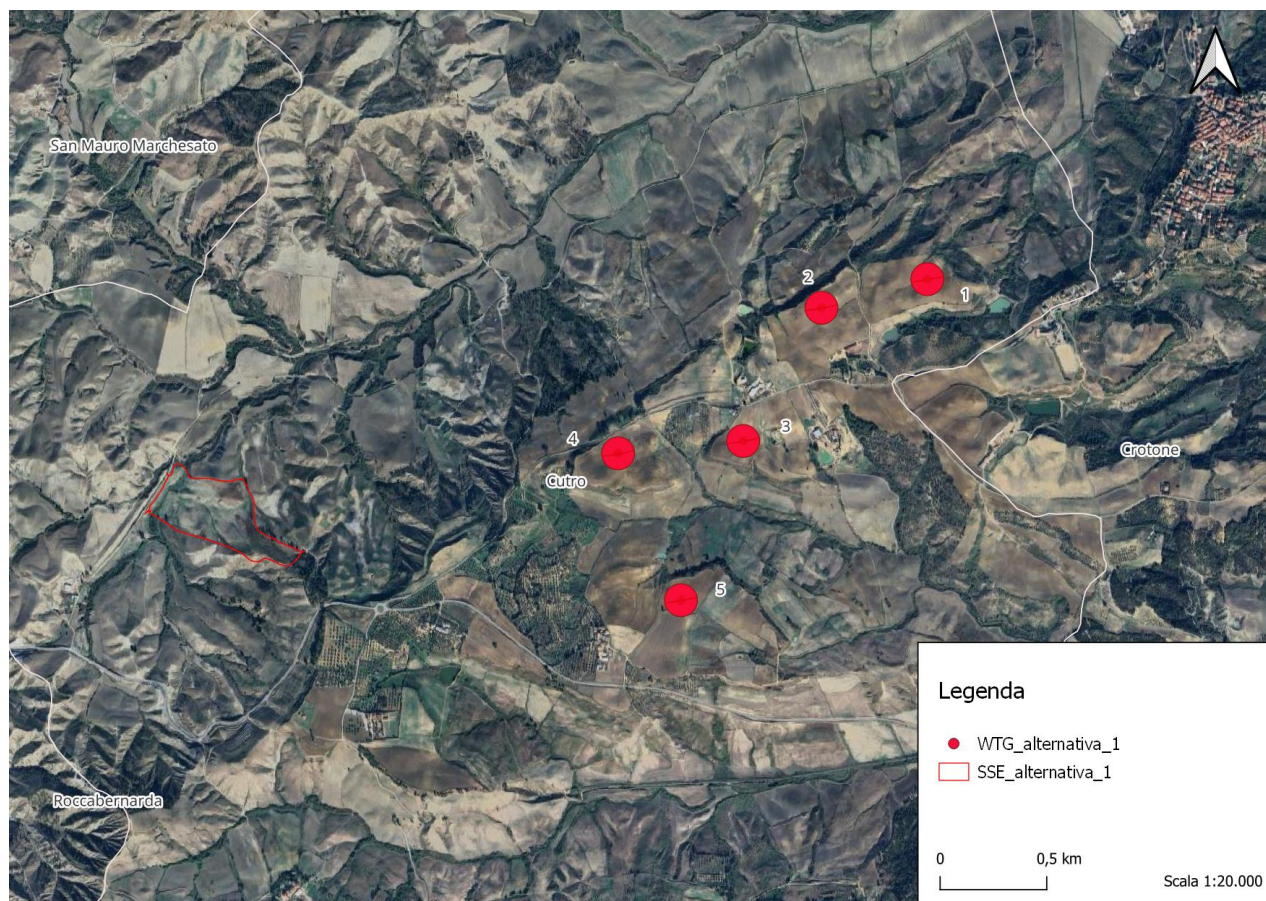 San Mauro Marchesato
2
1
3
4
Crotone
Cutro
5
Roccabernarda
Legenda
WTG_alternativa_1
SSE_alternativa_1
0 0,5 km
Scala 1:20.000